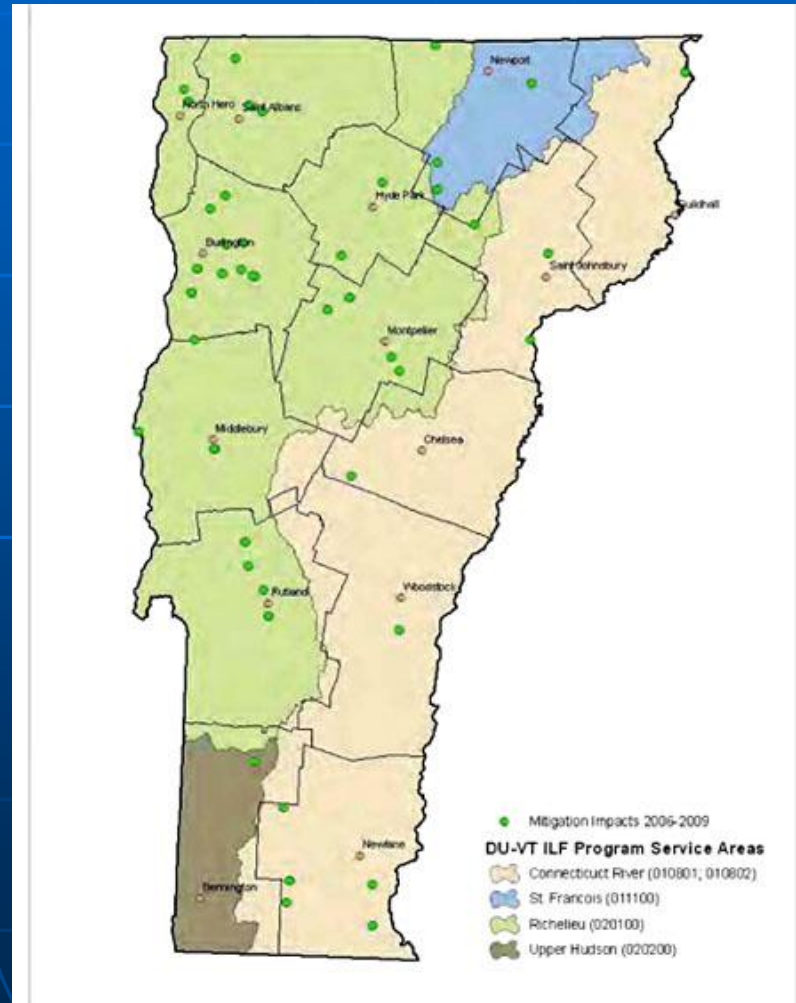 Newport
North Hero
Saint Albans
Hyde Park
Guildhall
Burlington
Saint Johnsbury
Montpelier
Middlebury
Chelsea
Rutland
Woodstock
Newfane
Bennington
Mitigation Impacts 2006-2009
DU-VT ILF Program Service Areas
Connecticuct River (010801, 010802)
St. Francois (011100)
Richelieu (020100)
Upper Hudson (020200)